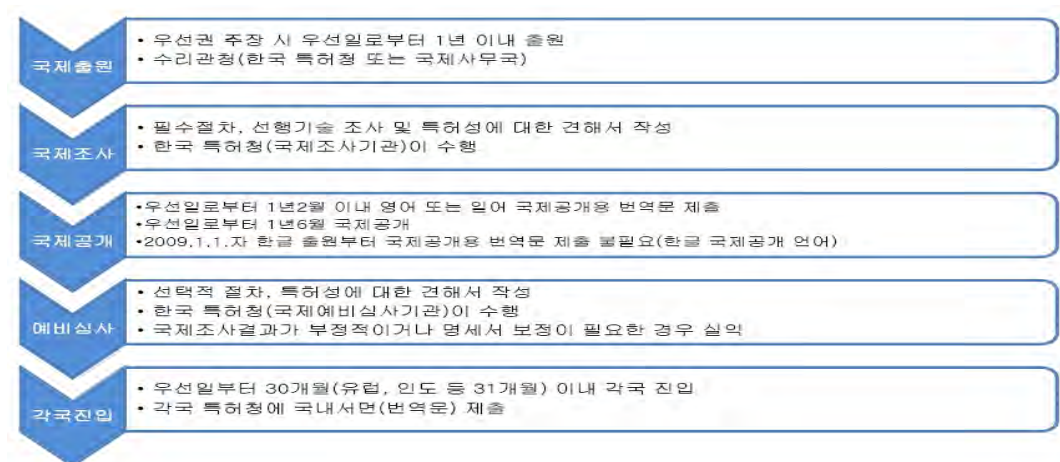 국제출원
• 우선권 주장 시 우선일로부터 1년 이내 출원
• 수리관청(한국 특허청 또는 국제사무국)
국제조사
• 필수절차, 선행기술 조사 및 특허성에 대한 견해서 작성
• 한국 특허청(국제조사기관)이 수행
국제공개
•우선일로부터 1년2월 이내 영어 또는 일어 국제공개용 번역문 제출
•우선일로부터 1년6월 국제공개
•2009.1.1.자 한글 출원부터 국제공개용 번역문 제출 불필요(한글 국제공개 언어)
예비심사
• 선택적 절차, 특허성에 대한 견해서 작성
• 한국 특허청(국제예비심사기관)이 수행
• 국제조사결과가 부정적이거나 명세서 보정이 필요한 경우 실익
각국진입
• 우선일부터 30개월(유럽, 인도 등 31개월) 이내 각국 진입
• 각국 특허청에 국내서면(번역문) 제출